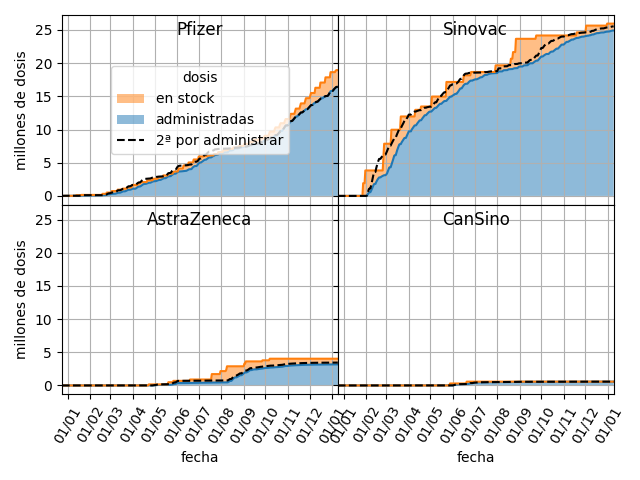 Pfizer
Sinovac
millones de dosis
25
20
15
10
5
0
dosis
en stock
administradas
2ª por administrar
AstraZeneca
CanSino
millones de dosis
25
20
15
10
5
0
01/01 01/02 01/03 01/04 01/05 01/06 01/07 01/08 01/09 01/10 01/11 01/12 01/01
01/01 01/02 01/03 01/04 01/05 01/06 01/07 01/08 01/09 01/10 01/11 01/12 01/01
fecha
fecha